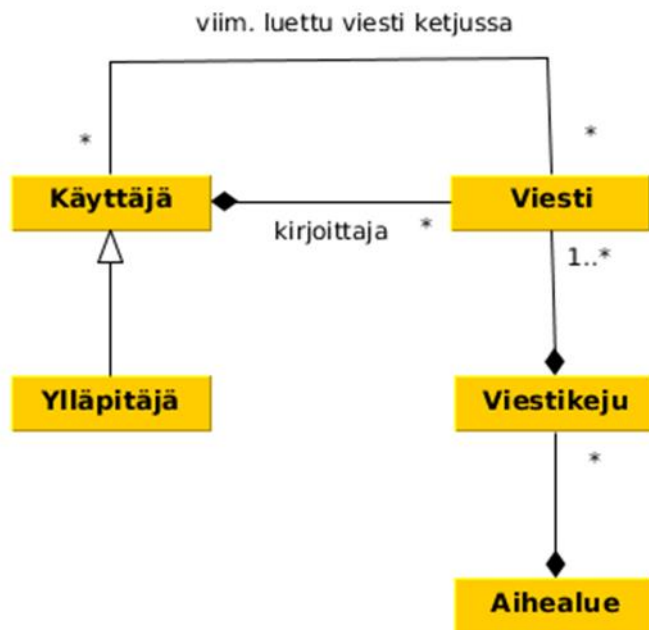 viim. luettu viesti ketjussa
*
*
Käyttäjä
Viesti
kirjoittaja
*
1..*
Ylläpitäjä
Viestikeju
*
Aihealue